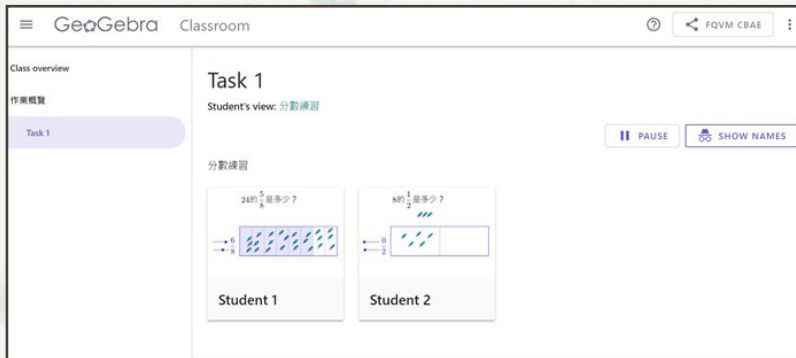 GeoGebra Classroom
FQVM CBAE
Class overview
作業概覽
Task 1
Task 1
Student's view: 分數練習
PAUSE
SHOW NAMES
分數練習
24的 5/8 是多少？
6/8
Student 1
8的 1/2 是多少？
0/2
Student 2